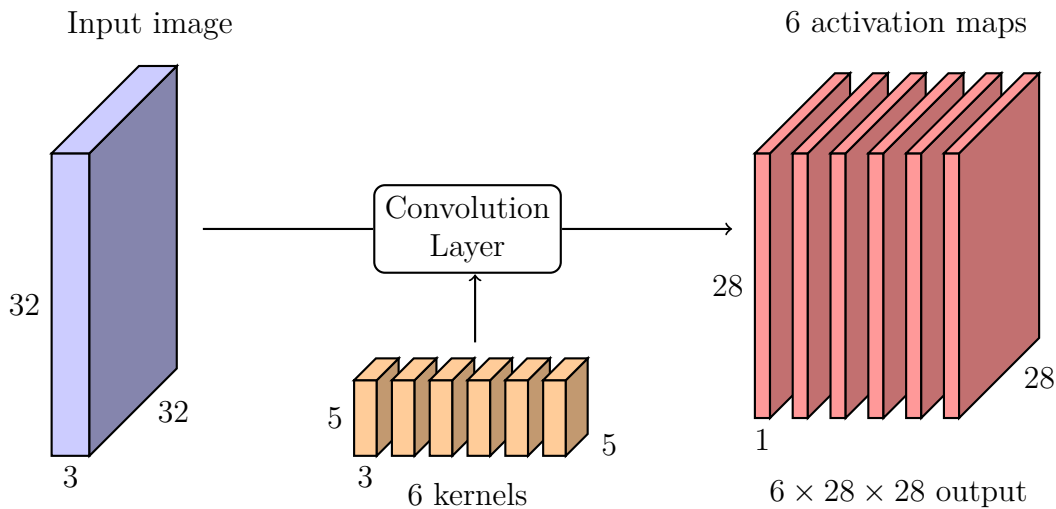 Input image
6 activation maps
Convolution
Layer
32
32
3
5
5
3
6 kernels
28
28
1
6 × 28 × 28 output